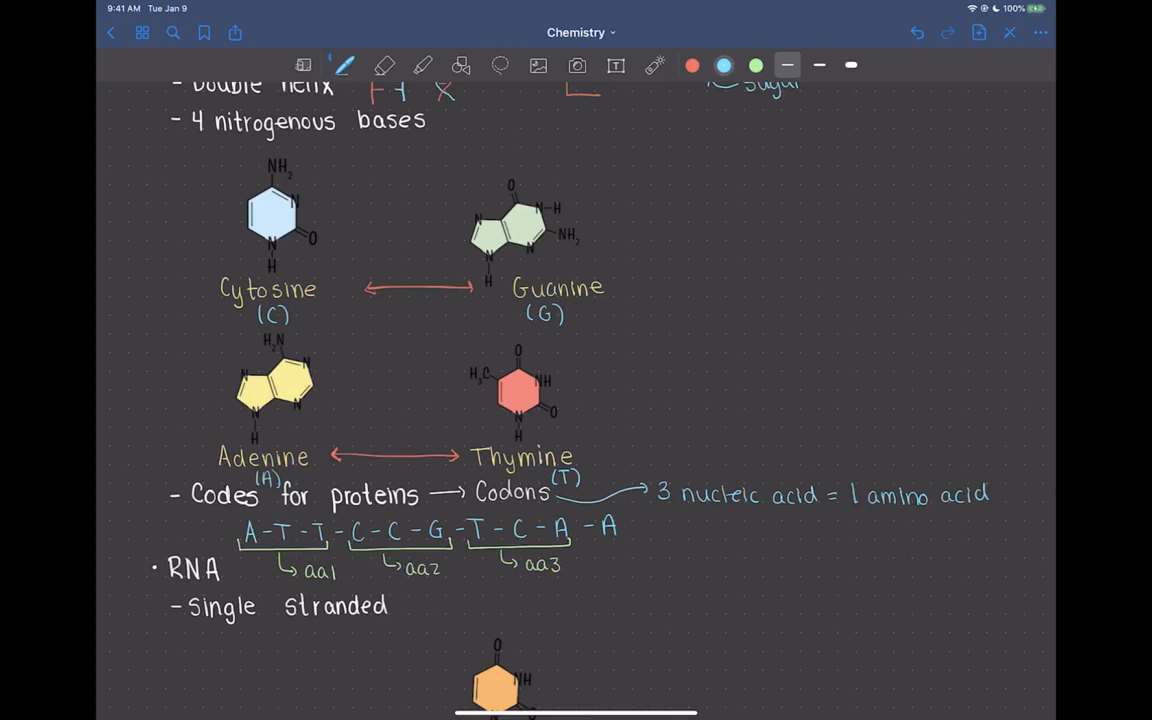 9:41 AM Tue Jan 9
100%
Chemistry
- Double helix
Sugar
- 4 nitrogenous bases
NH2
N
O
N
H
O
N
N-H
N
NH2
N
H
Cytosine
Guanine
(C)
(G)
H2N
N
N
N
N
H
O
H3C
NH
O
N
H
Adenine
Thymine
(A)
(T)
- Codes for proteins → Codons → 3 nucleic acid = 1 amino acid
A-T-T-C-C-G-T-C-A-A
aa1
aa2
aa3
• RNA
- Single stranded
O
NH